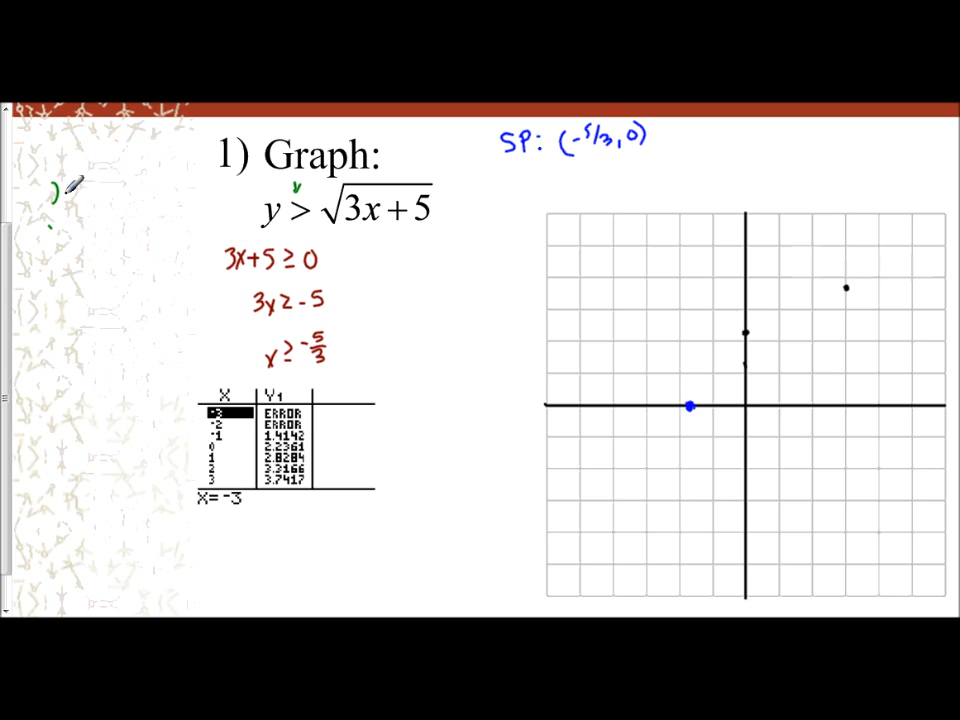 SP: (-5/3, 0)
1) Graph:
y > √3x + 5
3x+5 ≥ 0
3x ≥ -5
x ≥ -5/3
X Y1
-3 ERROR
-2 ERROR
-1 1.4142
0 2.2361
1 2.8284
2 3.3166
3 3.7417
X= -3